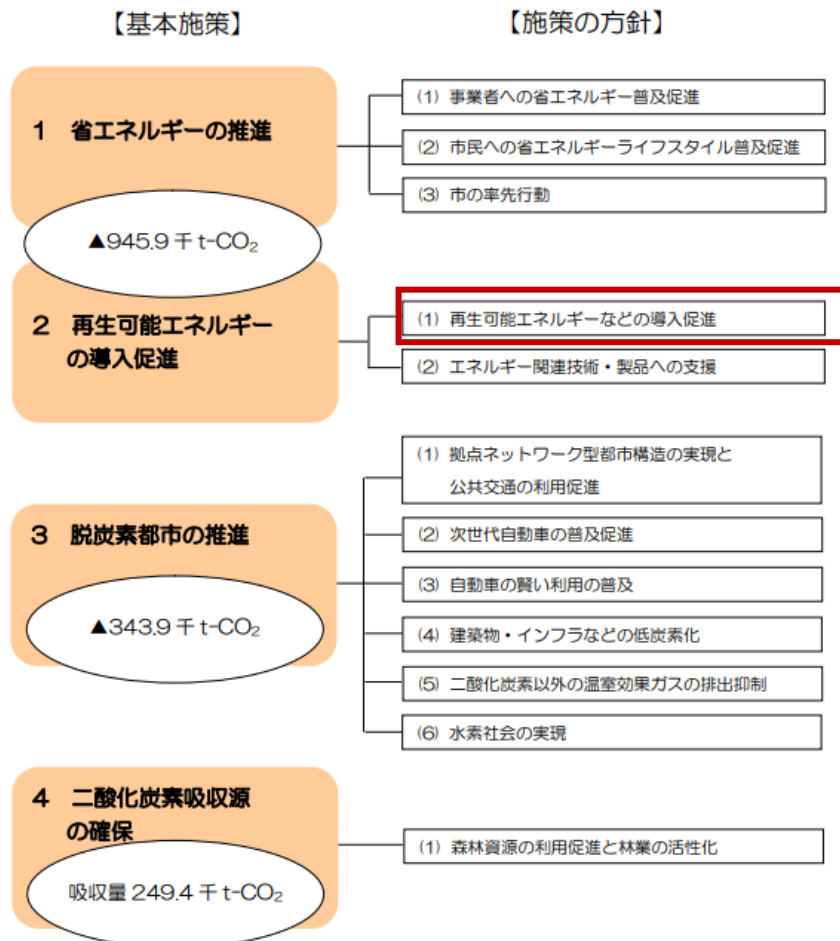 【基本施策】
【施策の方針】
1 省エネルギーの推進
▲945.9 千 t-CO₂
(1) 事業者への省エネルギー普及促進
(2) 市民への省エネルギーライフスタイル普及促進
(3) 市の率先行動
2 再生可能エネルギー
の導入促進
(1) 再生可能エネルギーなどの導入促進
(2) エネルギー関連技術・製品への支援
3 脱炭素都市の推進
▲343.9 千 t-CO₂
(1) 拠点ネットワーク型都市構造の実現と
公共交通の利用促進
(2) 次世代自動車の普及促進
(3) 自動車の賢い利用の普及
(4) 建築物・インフラなどの低炭素化
(5) 二酸化炭素以外の温室効果ガスの排出抑制
(6) 水素社会の実現
4 二酸化炭素吸収源
の確保
吸収量 249.4 千 t-CO₂
(1) 森林資源の利用促進と林業の活性化